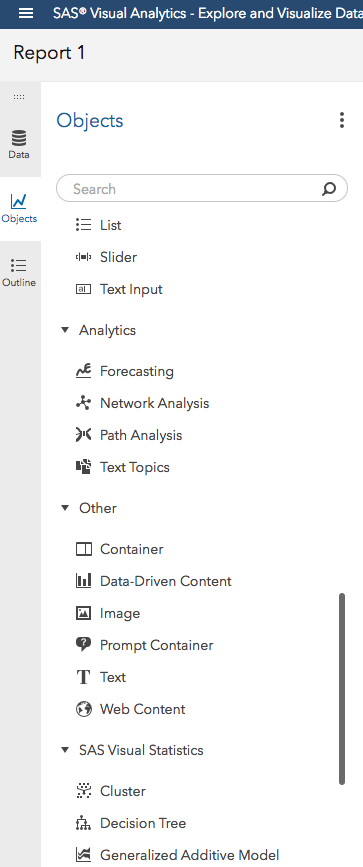 SAS® Visual Analytics - Explore and Visualize Data
Report 1
Data
Objects
Outline
Objects
Search
List
Slider
Text Input
Analytics
Forecasting
Network Analysis
Path Analysis
Text Topics
Other
Container
Data-Driven Content
Image
Prompt Container
Text
Web Content
SAS Visual Statistics
Cluster
Decision Tree
Generalized Additive Model